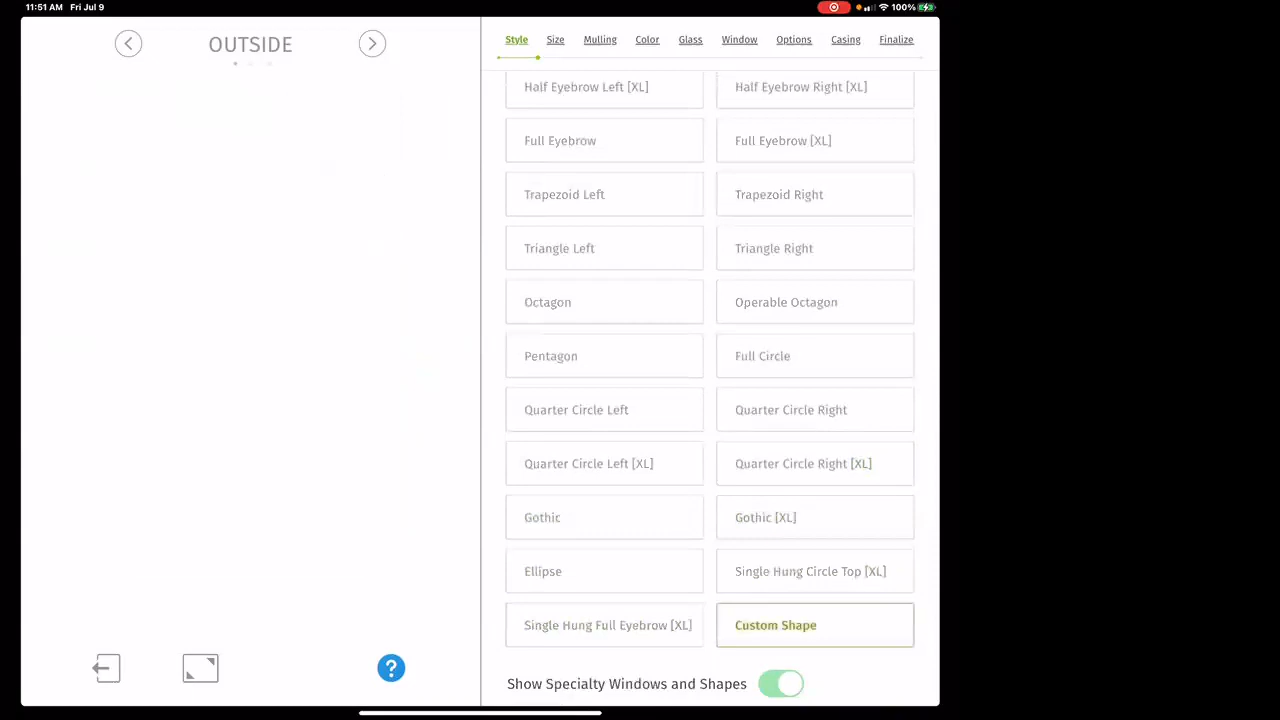 11:51 AM Fri Jul 9
100%
OUTSIDE
Style Size Mulling Color Glass Window Options Casing Finalize
Half Eyebrow Left [XL] Half Eyebrow Right [XL]
Full Eyebrow Full Eyebrow [XL]
Trapezoid Left Trapezoid Right
Triangle Left Triangle Right
Octagon Operable Octagon
Pentagon Full Circle
Quarter Circle Left Quarter Circle Right
Quarter Circle Left [XL] Quarter Circle Right [XL]
Gothic Gothic [XL]
Ellipse Single Hung Circle Top [XL]
Single Hung Full Eyebrow [XL] Custom Shape
?
Show Specialty Windows and Shapes